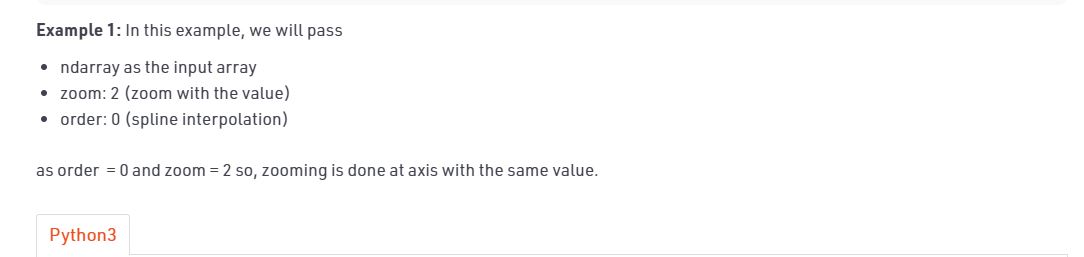 Example 1: In this example, we will pass
• ndarray as the input array
• zoom: 2 (zoom with the value)
• order: 0 (spline interpolation)
as order  = 0 and zoom = 2 so, zooming is done at axis with the same value.
Python3